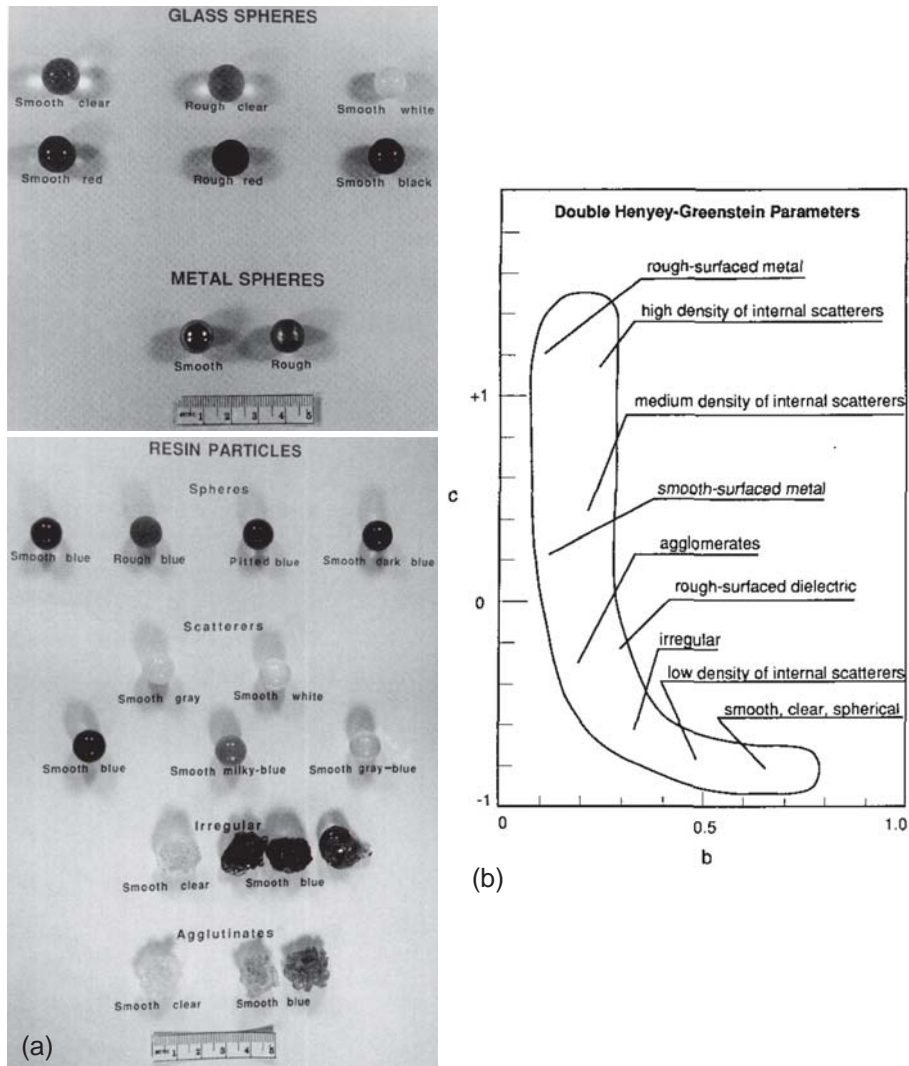 GLASS SPHERES
Smooth clear
Rough clear
Smooth white
Smooth red
Rough red
Smooth black
METAL SPHERES
Smooth
Rough
1 2 3 4 5
RESIN PARTICLES
Spheres
Smooth blue
Rough blue
Pitted blue
Smooth dark blue
Scatterers
Smooth gray
Smooth white
Smooth blue
Smooth milky-blue
Smooth gray-blue
Irregular
Smooth clear
Smooth blue
Agglutinates
Smooth clear
Smooth blue
1 2 3 4 5
(a)
Double Henyey-Greenstein Parameters
rough-surfaced metal
high density of internal scatterers
+1
medium density of internal scatterers
c
smooth-surfaced metal
agglomerates
rough-surfaced dielectric
0
irregular
low density of internal scatterers
smooth, clear, spherical
-1
0 0.5 1.0
b
(b)